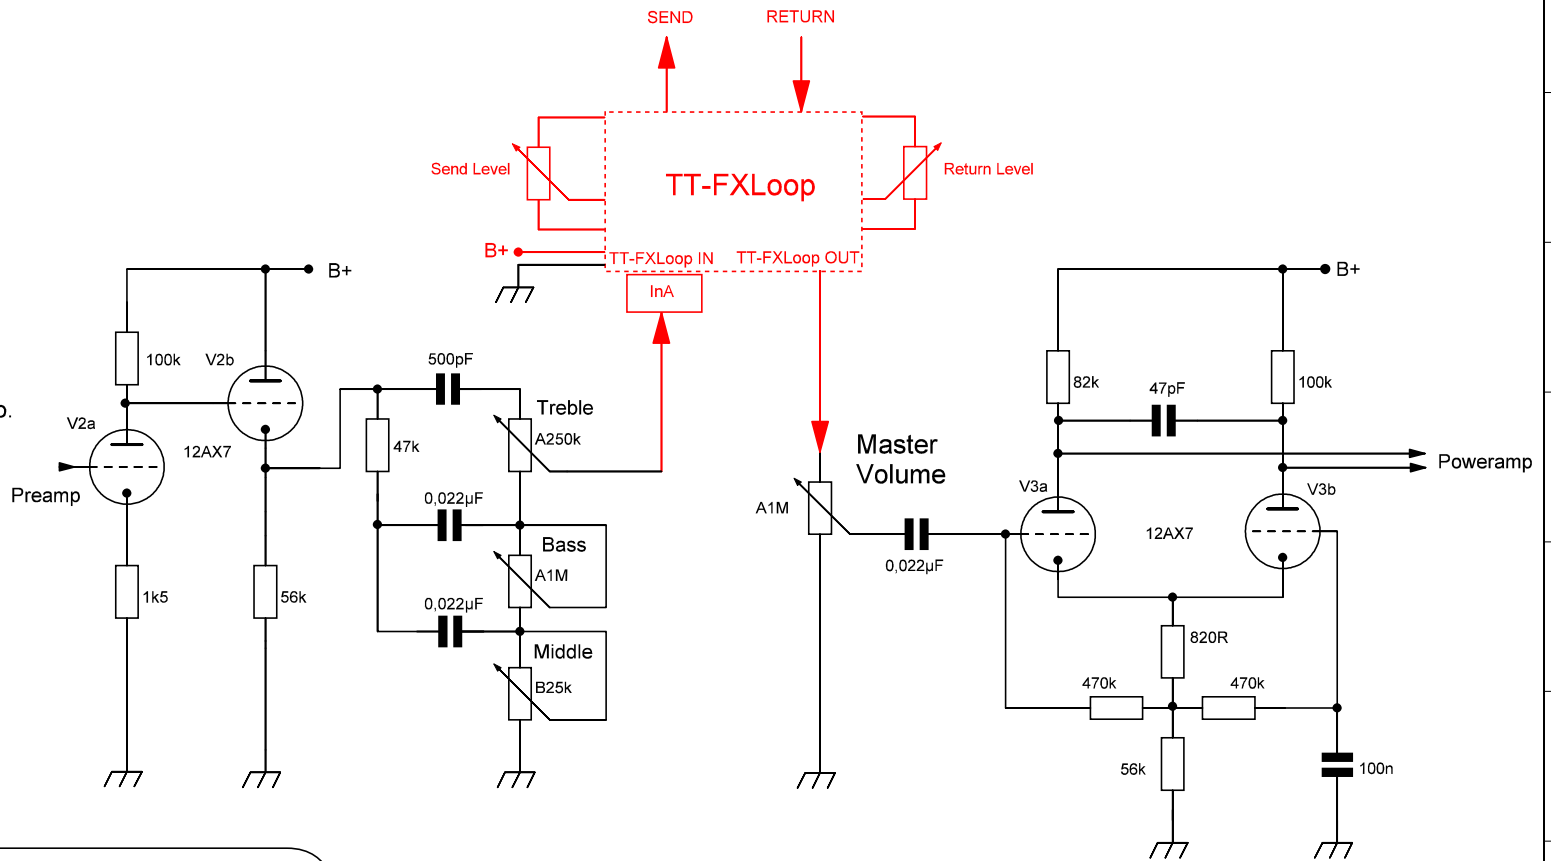 SEND
RETURN
Send Level
TT-FXLoop
Return Level
B+
TT-FXLoop IN
TT-FXLoop OUT
InA
B+
B+
100k
V2b
500pF
82k
47pF
100k
Treble
V2a
12AX7
47k
A250k
Master
Volume
Poweramp
Preamp
0,022µF
A1M
V3a
V3b
Bass
12AX7
0,022µF
A1M
1k5
56k
0,022µF
820R
Middle
B25k
470k
470k
56k
100n